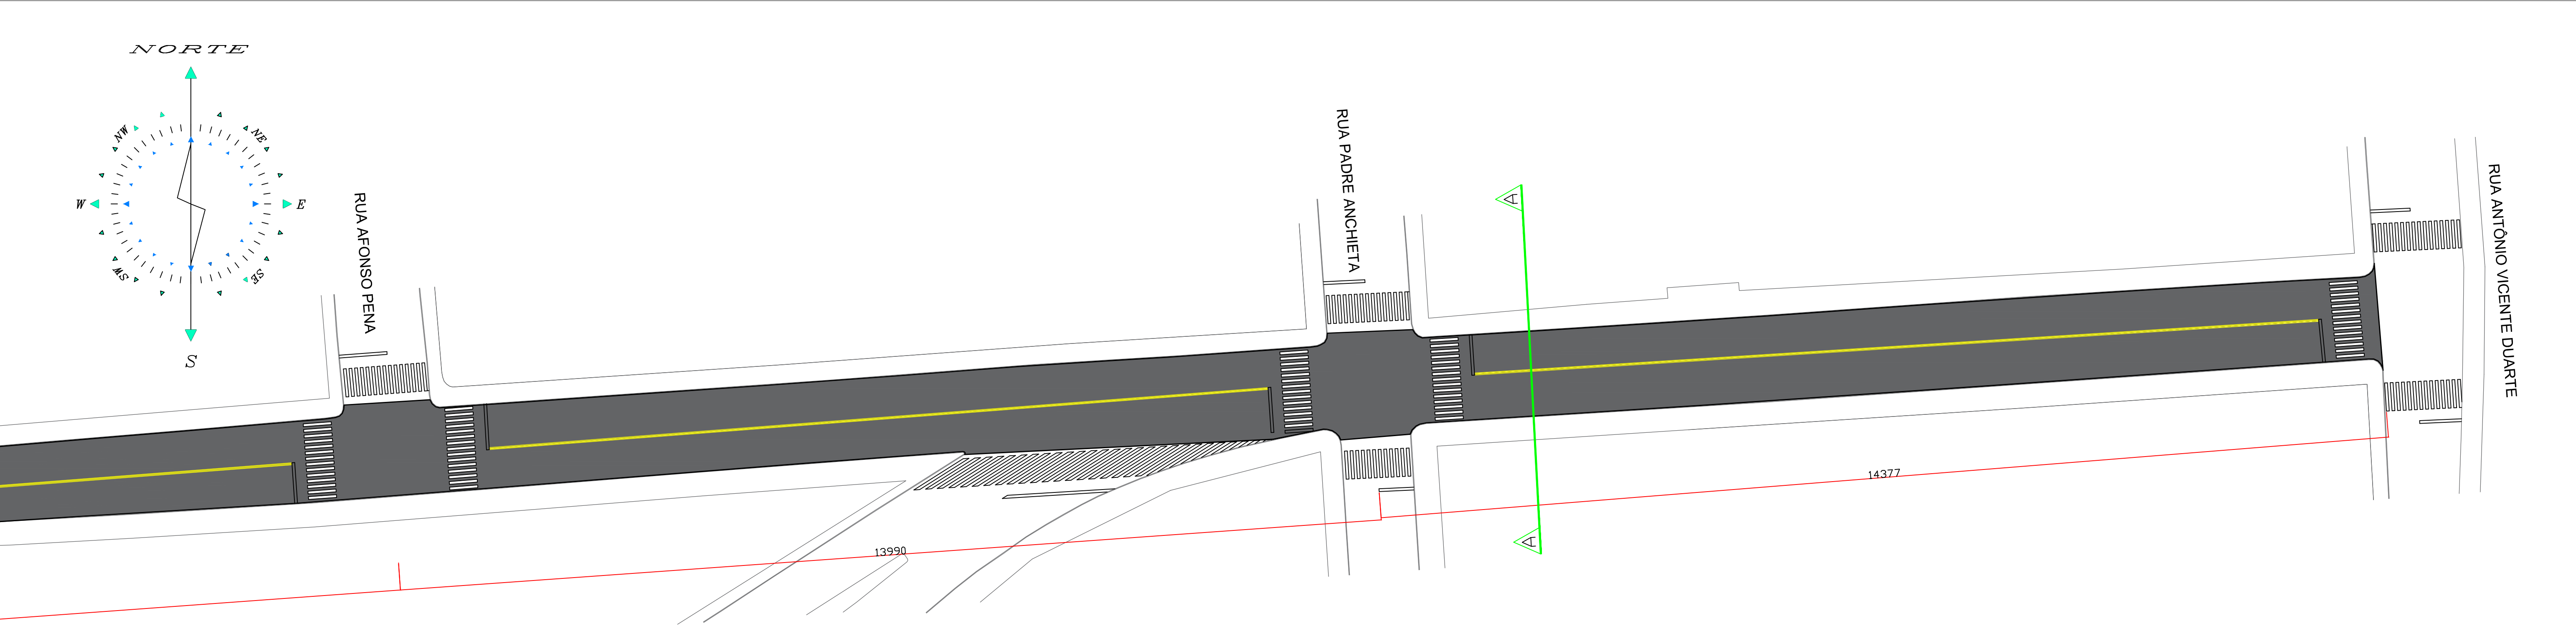 NORTE
NW
NE
W
E
SW
SE
S
RUA AFONSO PENA
RUA PADRE ANCHIETA
RUA ANTÔNIO VICENTE DUARTE
A
A
13990
14377